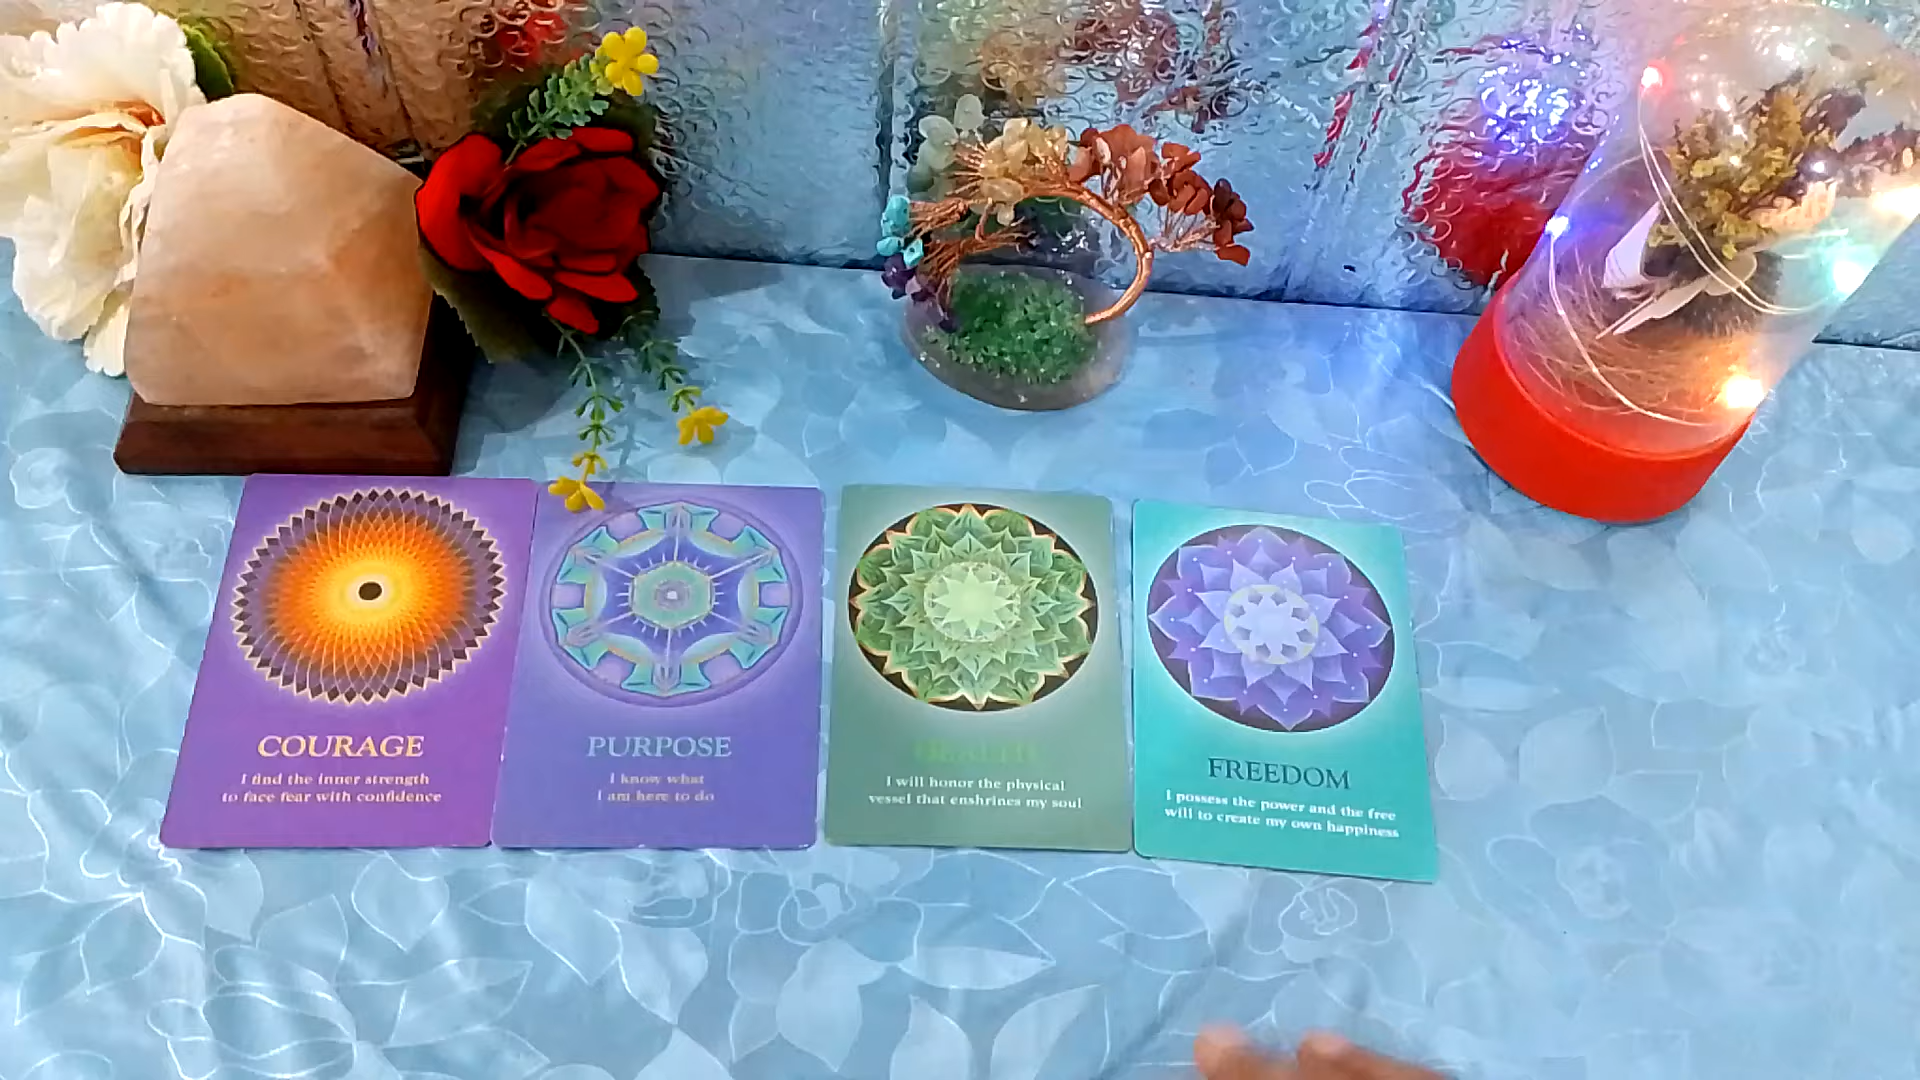 COURAGE
I find the inner strength
to face fear with confidence
PURPOSE
I know what
I am here to do
HEALTH
I will honor the physical
vessel that enshrines my soul
FREEDOM
I possess the power and the free
will to create my own happiness